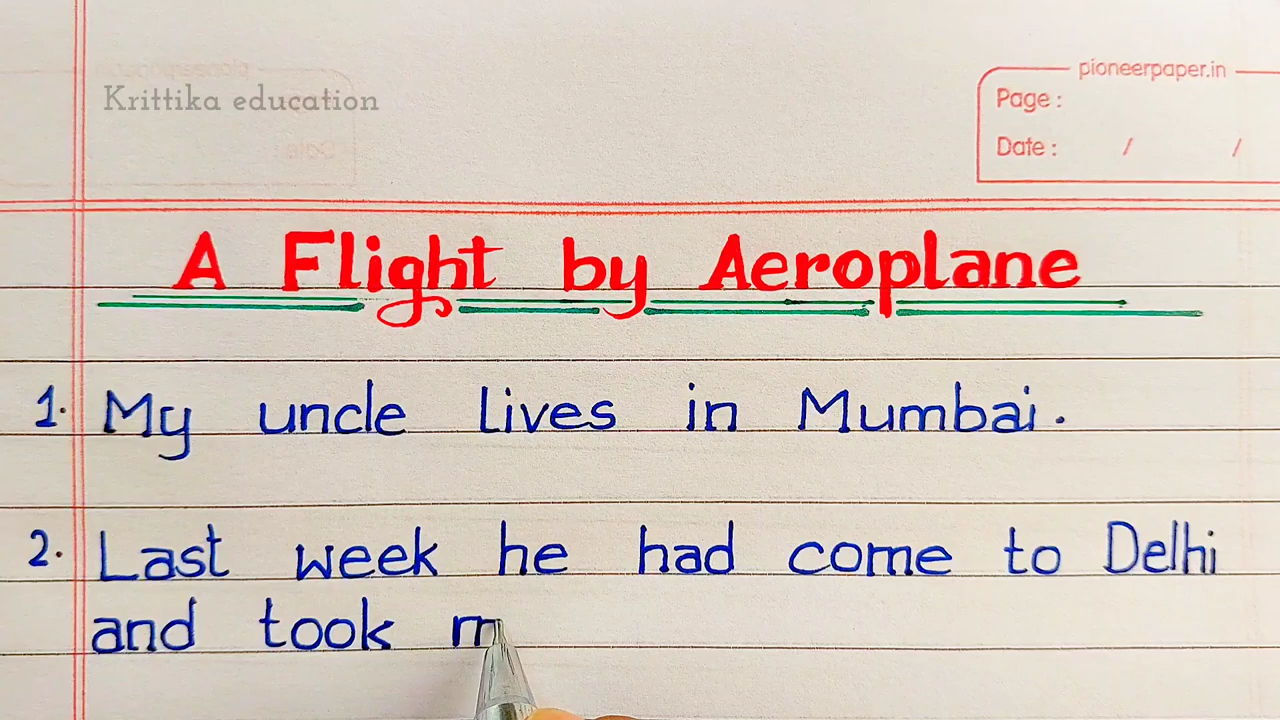 pioneerpaper.in
Krittika education
Page :
Date : / /
A Flight by Aeroplane
1. My uncle lives in Mumbai.
2. Last week he had come to Delhi
and took